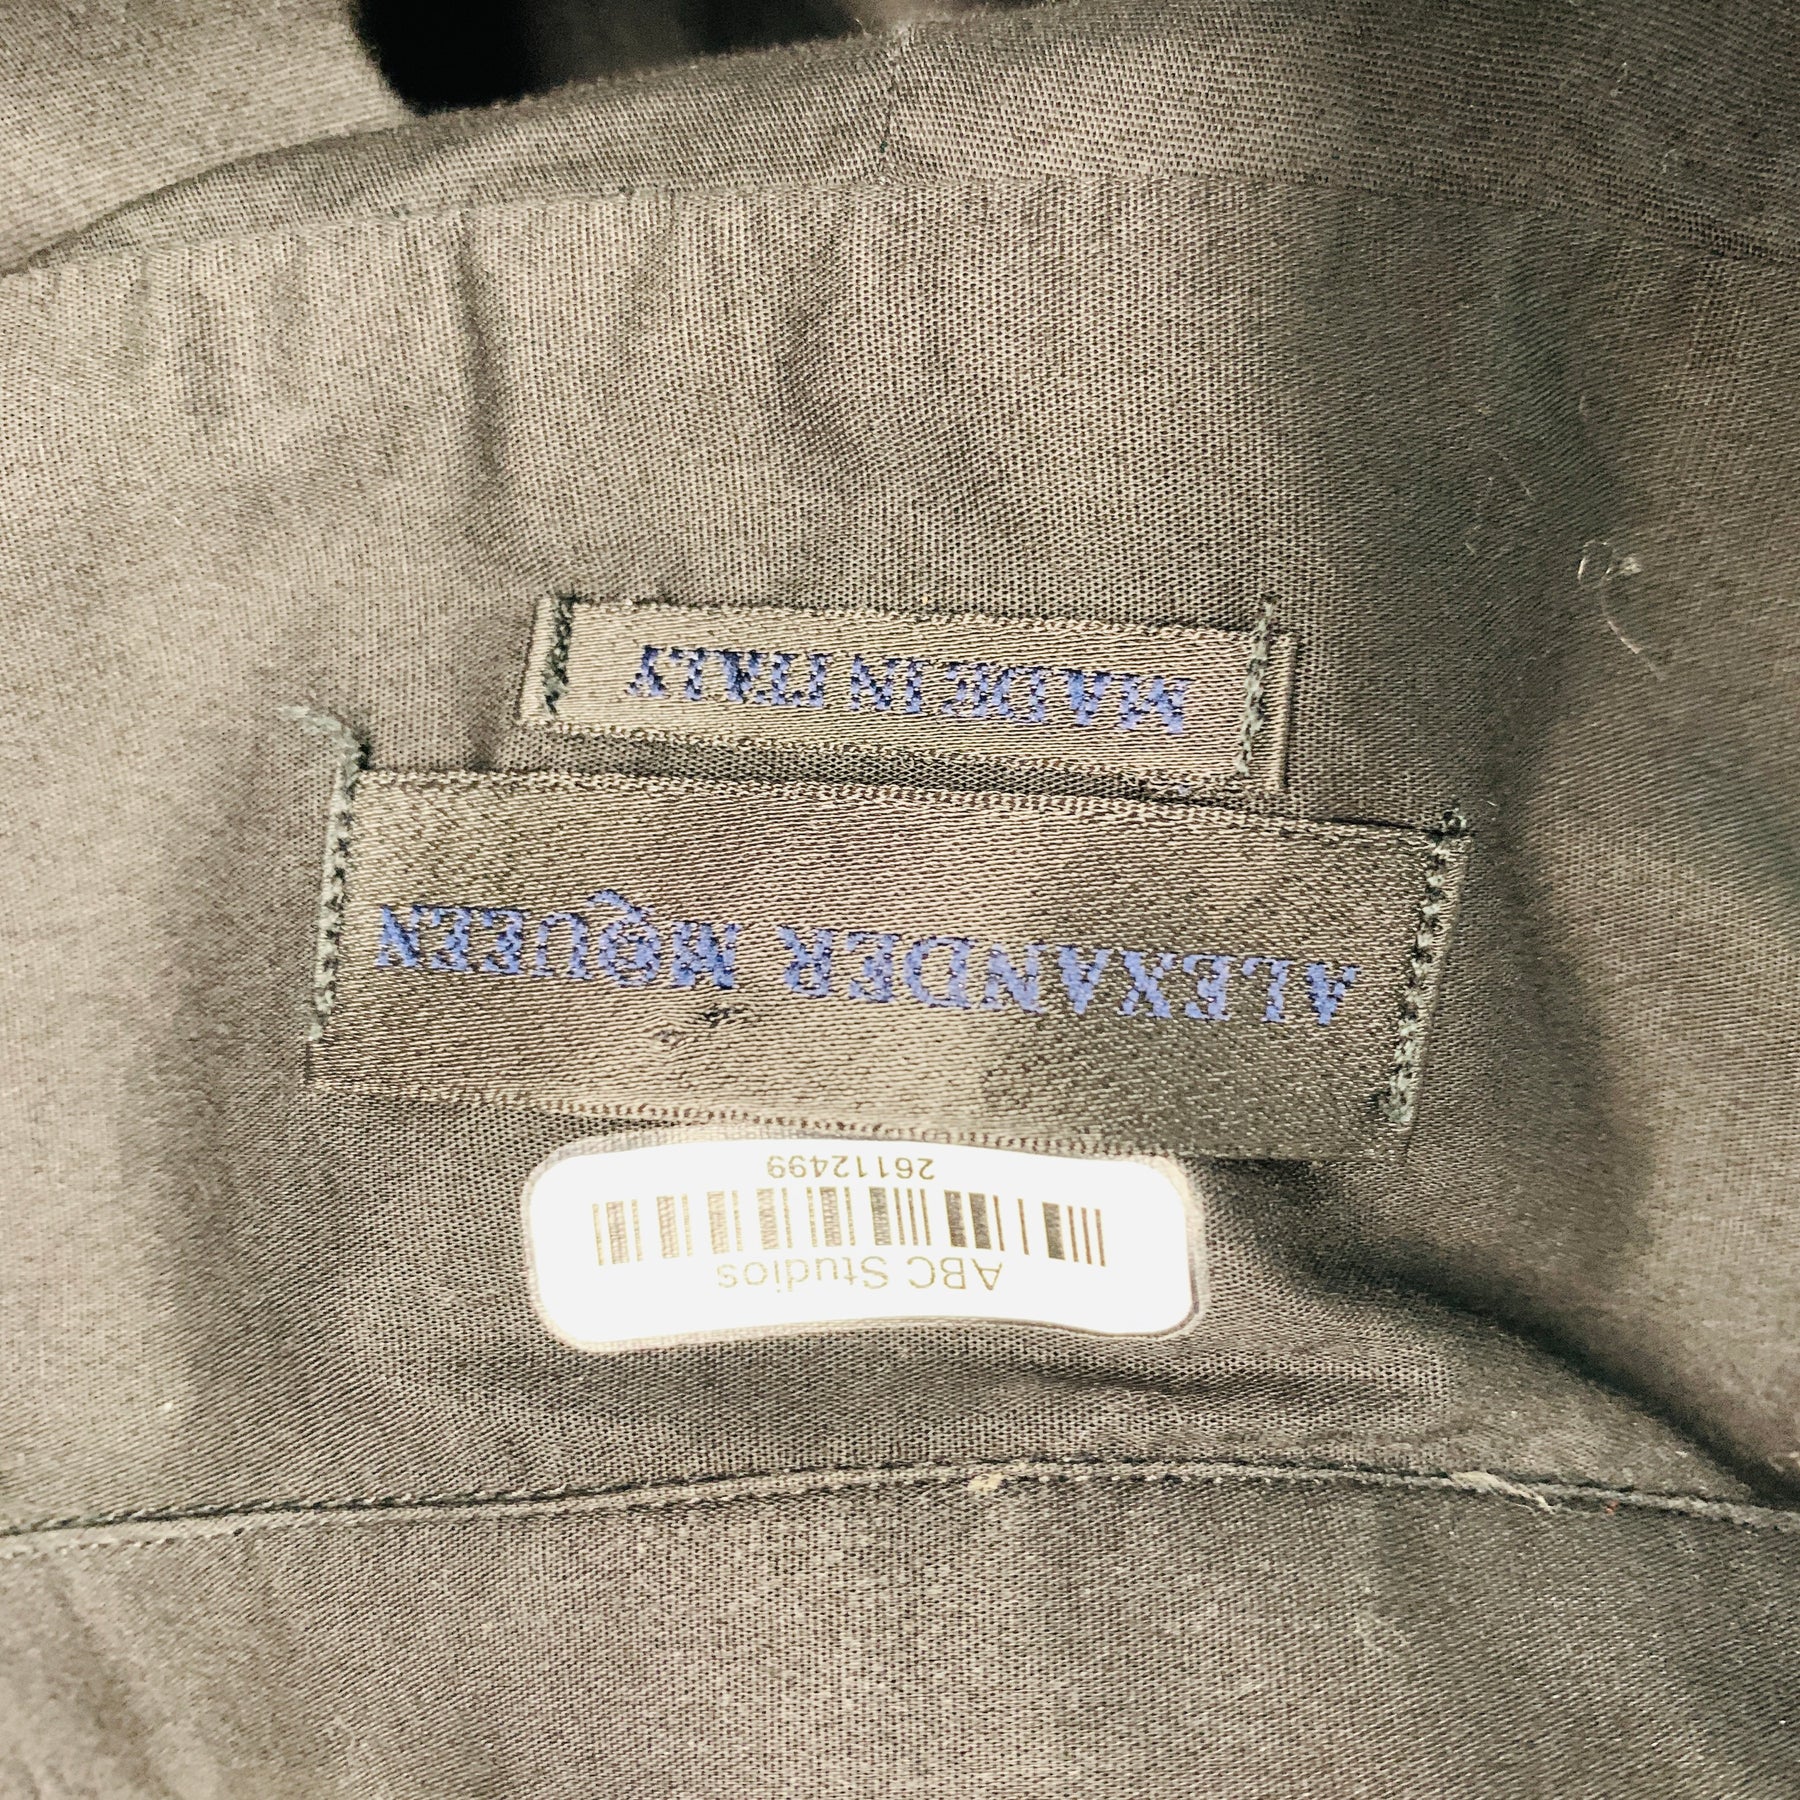 ABC Studios
26112499
ALEXANDER MCQUEEN
MADE IN ITALY